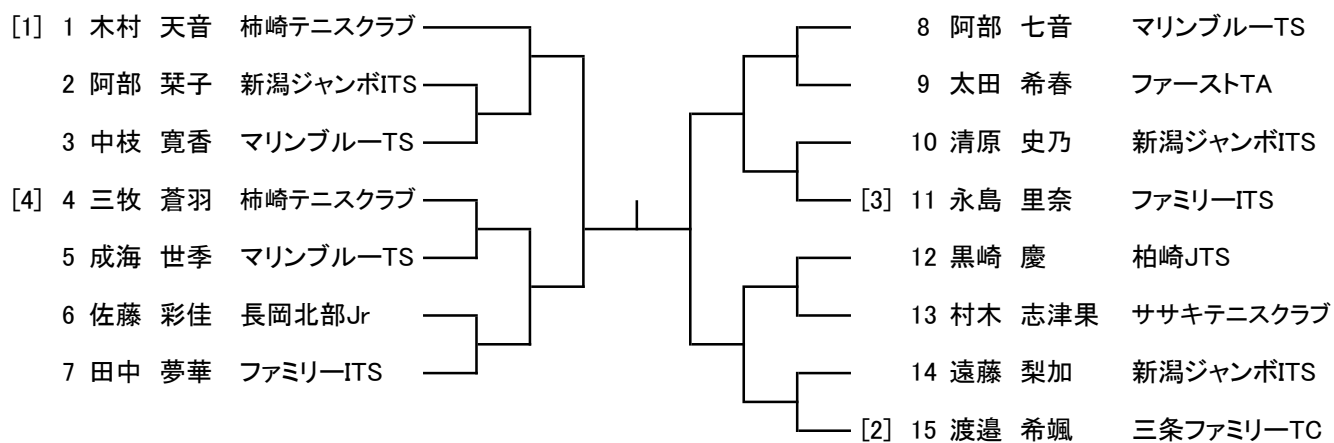 [1] 1 木村 天音 柿崎テニスクラブ
2 阿部 栞子 新潟ジャンボITS
3 中枝 寛香 マリンブルーTS
[4] 4 三牧 蒼羽 柿崎テニスクラブ
5 成海 世季 マリンブルーTS
6 佐藤 彩佳 長岡北部Jr
7 田中 夢華 ファミリーITS
8 阿部 七音 マリンブルーTS
9 太田 希春 ファーストTA
10 清原 史乃 新潟ジャンボITS
[3] 11 永島 里奈 ファミリーITS
12 黒崎 慶 柏崎JTS
13 村木 志津果 ササキテニスクラブ
14 遠藤 梨加 新潟ジャンボITS
[2] 15 渡邉 希颯 三条ファミリーTC